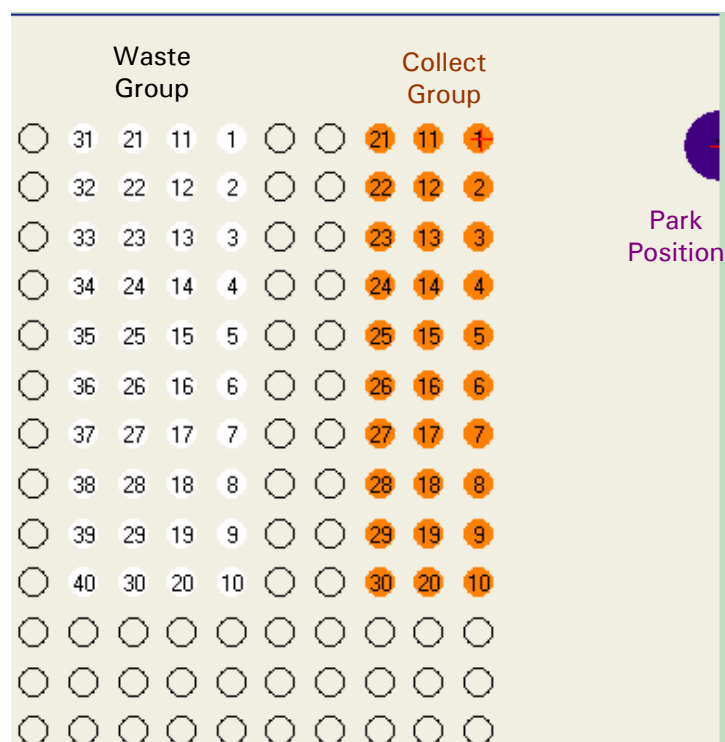 Waste
Group
Collect
Group
31 21 11 1 21 11 1
32 22 12 2 22 12 2
33 23 13 3 23 13 3
34 24 14 4 24 14 4
35 25 15 5 25 15 5
36 26 16 6 26 16 6
37 27 17 7 27 17 7
38 28 18 8 28 18 8
39 29 19 9 29 19 9
40 30 20 10 30 20 10
Park
Position